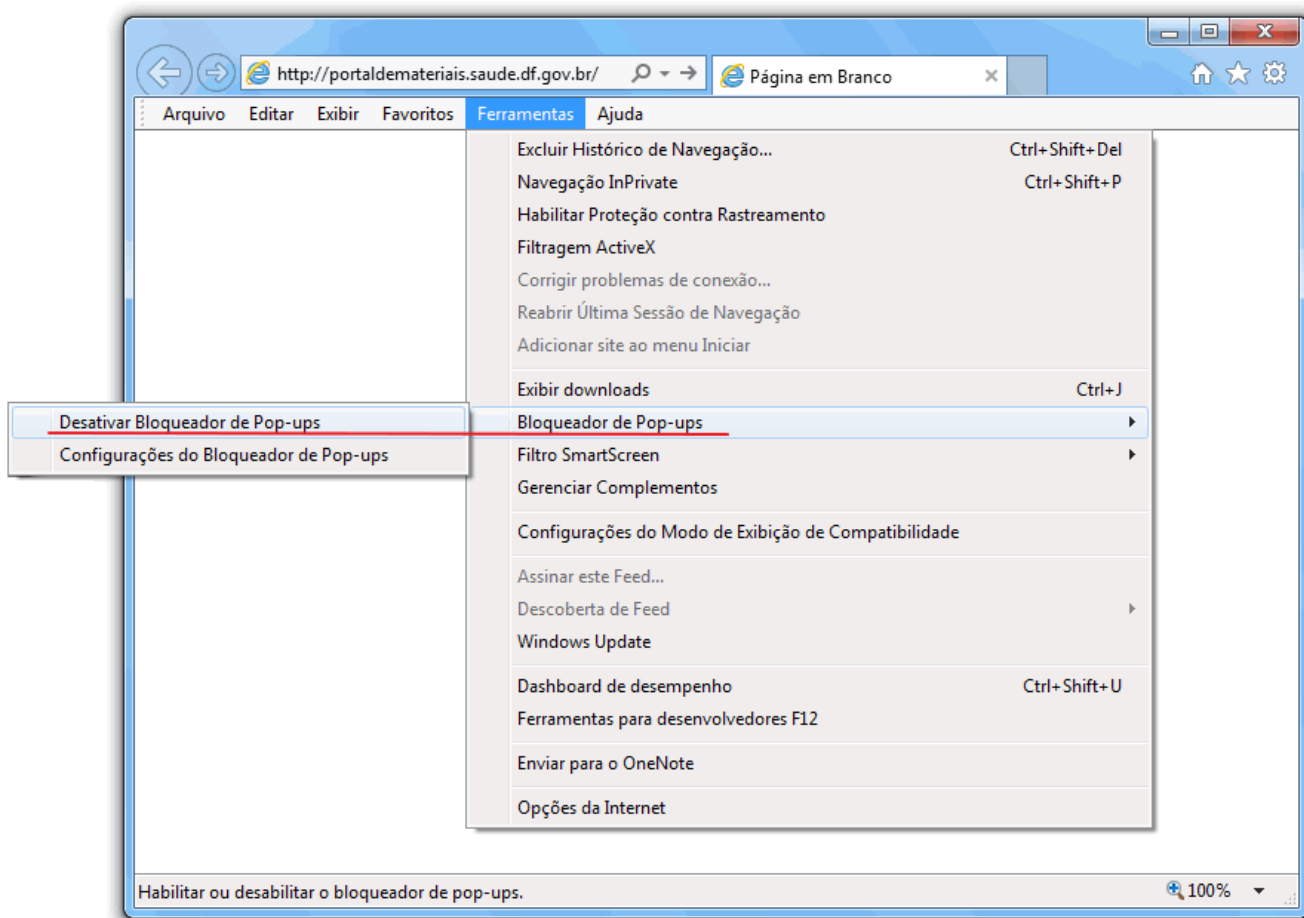 http://portaldemateriais.saude.df.gov.br/
Página em Branco
Arquivo Editar Exibir Favoritos Ferramentas Ajuda
Excluir Histórico de Navegação... Ctrl+Shift+Del
Navegação InPrivate Ctrl+Shift+P
Habilitar Proteção contra Rastreamento
Filtragem ActiveX
Corrigir problemas de conexão...
Reabrir Última Sessão de Navegação
Adicionar site ao menu Iniciar
Exibir downloads Ctrl+J
Bloqueador de Pop-ups
Desativar Bloqueador de Pop-ups
Configurações do Bloqueador de Pop-ups
Filtro SmartScreen
Gerenciar Complementos
Configurações do Modo de Exibição de Compatibilidade
Assinar este Feed...
Descoberta de Feed
Windows Update
Dashboard de desempenho Ctrl+Shift+U
Ferramentas para desenvolvedores F12
Enviar para o OneNote
Opções da Internet
Habilitar ou desabilitar o bloqueador de pop-ups.
100%